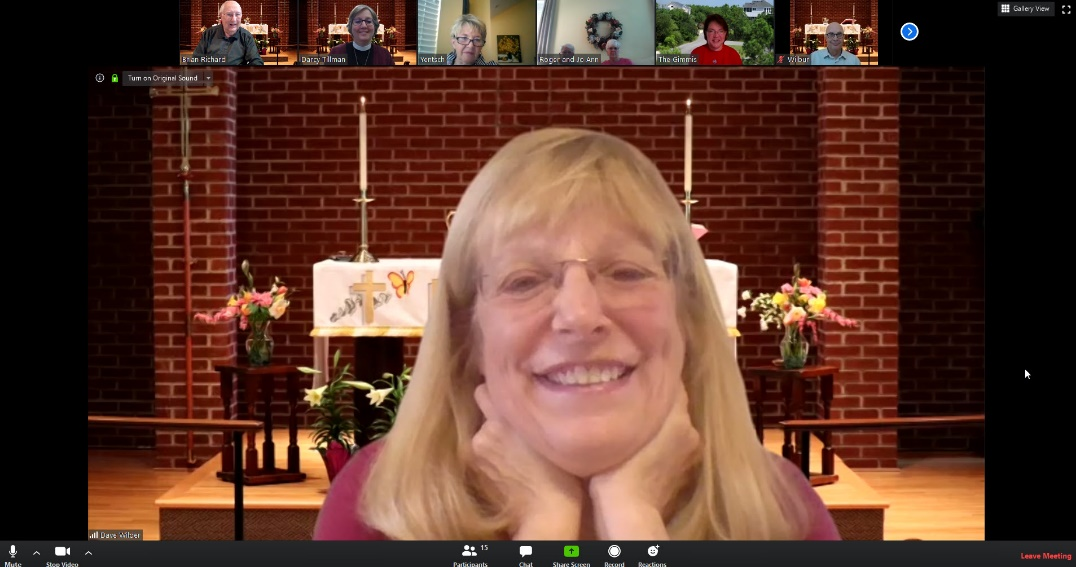 Gallery View
Brian Richard
Darcy Tillman
Yentsch
Roger and Jo Ann
The Gimmis
Wilbur
Turn on Original Sound
Dave Wilper
Mute
Stop Video
Participants
15
Chat
Share Screen
Record
Reactions
Leave Meeting